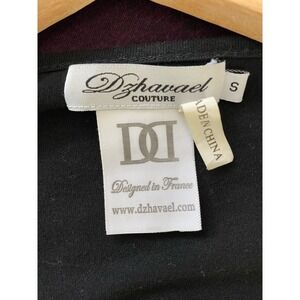 Dzhavael
COUTURE
S
MADE IN CHINA
DD
Designed in France
www.dzhavael.com